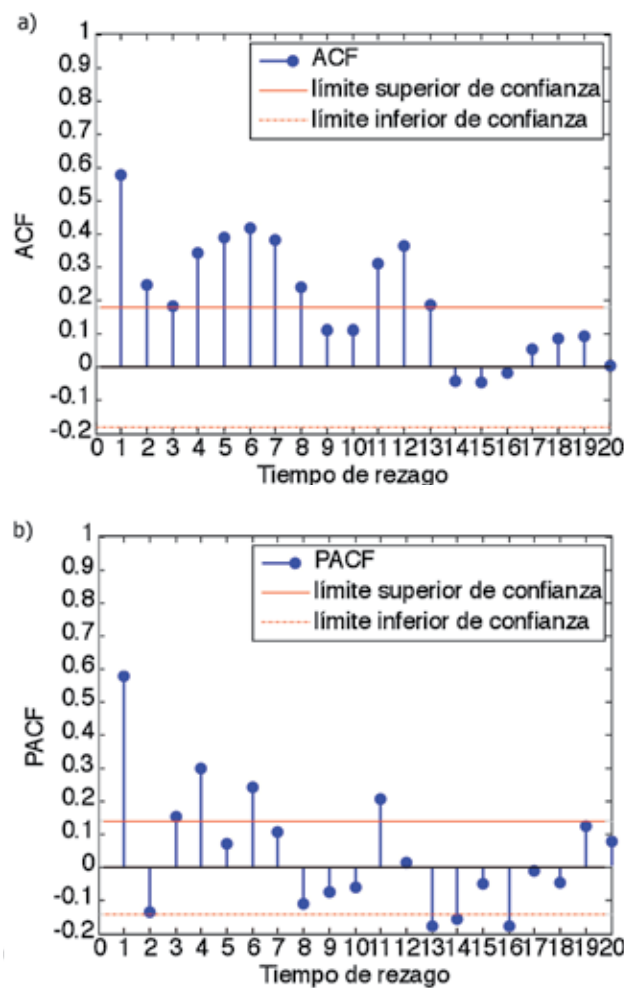 a)
1
0.9
0.8
0.7
0.6
0.5
0.4
0.3
0.2
0.1
0
-0.1
-0.2
ACF
ACF
límite superior de confianza
límite inferior de confianza
0 1 2 3 4 5 6 7 8 9 10 11 12 13 14 15 16 17 18 19 20
Tiempo de rezago
b)
1
0.9
0.8
0.7
0.6
0.5
0.4
0.3
0.2
0.1
0
-0.1
-0.2
PACF
PACF
límite superior de confianza
límite inferior de confianza
0 1 2 3 4 5 6 7 8 9 10 11 12 13 14 15 16 17 18 19 20
Tiempo de rezago